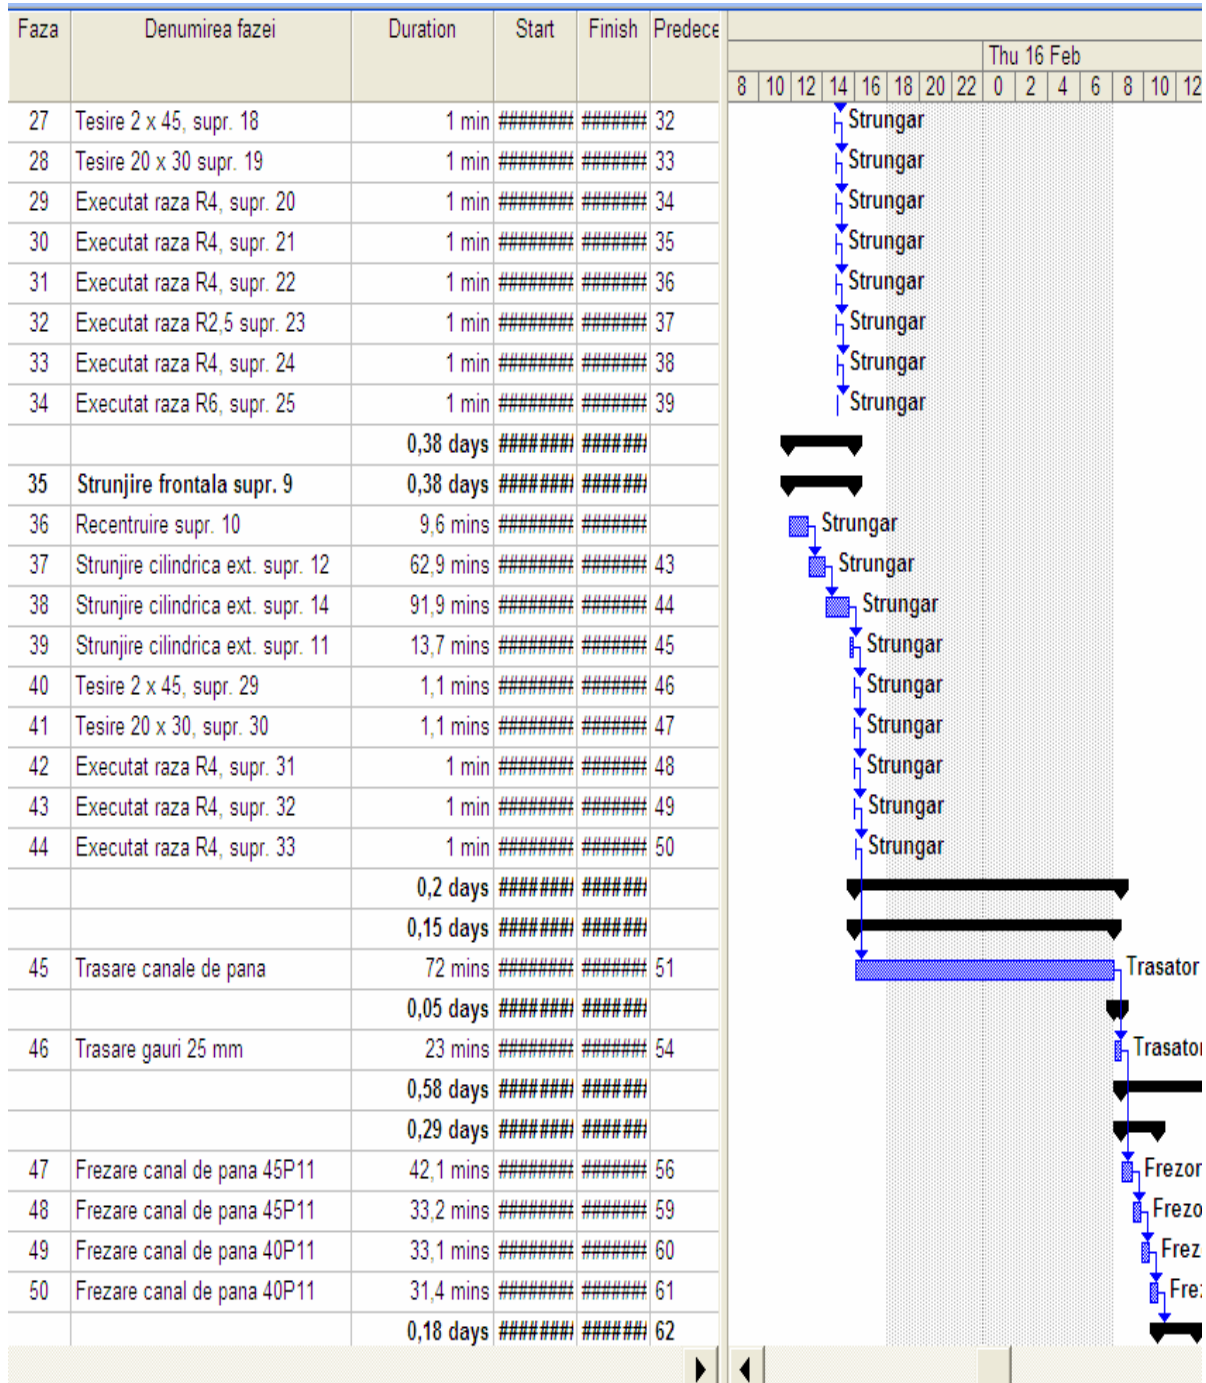 Faza Denumirea fazei Duration Start Finish Predece
Thu 16 Feb
8 10 12 14 16 18 20 22 0 2 4 6 8 10 12
27 Tesire 2 x 45, supr. 18 1 min ######## ####### 32 Strungar
28 Tesire 20 x 30 supr. 19 1 min ######## ####### 33 Strungar
29 Executat raza R4, supr. 20 1 min ######## ####### 34 Strungar
30 Executat raza R4, supr. 21 1 min ######## ####### 35 Strungar
31 Executat raza R4, supr. 22 1 min ######## ####### 36 Strungar
32 Executat raza R2,5 supr. 23 1 min ######## ####### 37 Strungar
33 Executat raza R4, supr. 24 1 min ######## ####### 38 Strungar
34 Executat raza R6, supr. 25 1 min ######## ####### 39 Strungar
0,38 days ####### ######
35 Strunjire frontala supr. 9 0,38 days ####### ######
36 Recentruire supr. 10 9,6 mins ######## ####### Strungar
37 Strunjire cilindrica ext. supr. 12 62,9 mins ######## ####### 43 Strungar
38 Strunjire cilindrica ext. supr. 14 91,9 mins ######## ####### 44 Strungar
39 Strunjire cilindrica ext. supr. 11 13,7 mins ######## ####### 45 Strungar
40 Tesire 2 x 45, supr. 29 1,1 mins ######## ####### 46 Strungar
41 Tesire 20 x 30, supr. 30 1,1 mins ######## ####### 47 Strungar
42 Executat raza R4, supr. 31 1 min ######## ####### 48 Strungar
43 Executat raza R4, supr. 32 1 min ######## ####### 49 Strungar
44 Executat raza R4, supr. 33 1 min ######## ####### 50 Strungar
0,2 days ####### ######
0,15 days ####### ######
45 Trasare canale de pana 72 mins ######## ####### 51 Trasator
0,05 days ####### ######
46 Trasare gauri 25 mm 23 mins ######## ####### 54 Trasator
0,58 days ####### ######
0,29 days ####### ######
47 Frezare canal de pana 45P11 42,1 mins ######## ####### 56 Frezor
48 Frezare canal de pana 45P11 33,2 mins ######## ####### 59 Frezo
49 Frezare canal de pana 40P11 33,1 mins ######## ####### 60 Frez
50 Frezare canal de pana 40P11 31,4 mins ######## ####### 61 Frez
0,18 days ####### ###### 62